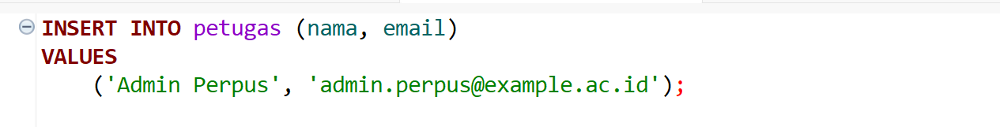 INSERT INTO petugas (nama, email)
VALUES
('Admin Perpus', 'admin.perpus@example.ac.id');